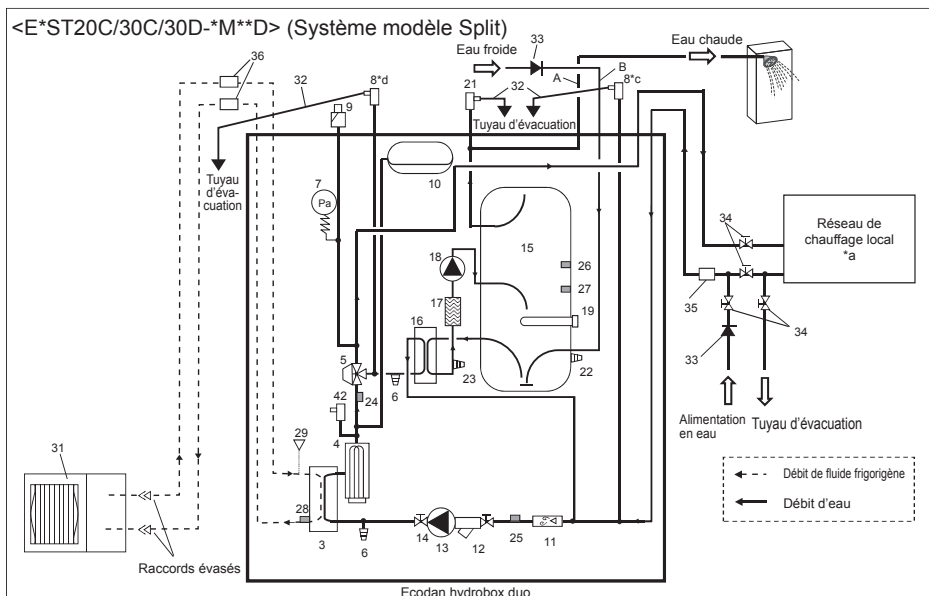 <E*ST20C/30C/30D-*M**D> (Système modèle Split)
36
32
8*d
9
Eau froide
33
B
A
21
32
8*c
Eau chaude
Tuyau d'évacuation
Tuyau
d'éva-
cuation
7
Pa
10
15
18
26
27
17
19
16
5
6
23
22
24
42
4
29
28
3
6
14
13
12
25
11
34
Réseau de
chauffage local
*a
35
34
33
Alimentation
en eau
Tuyau d'évacuation
31
Raccords évasés
Débit de fluide frigorigène
Débit d'eau
Ecodan hydrobox duo